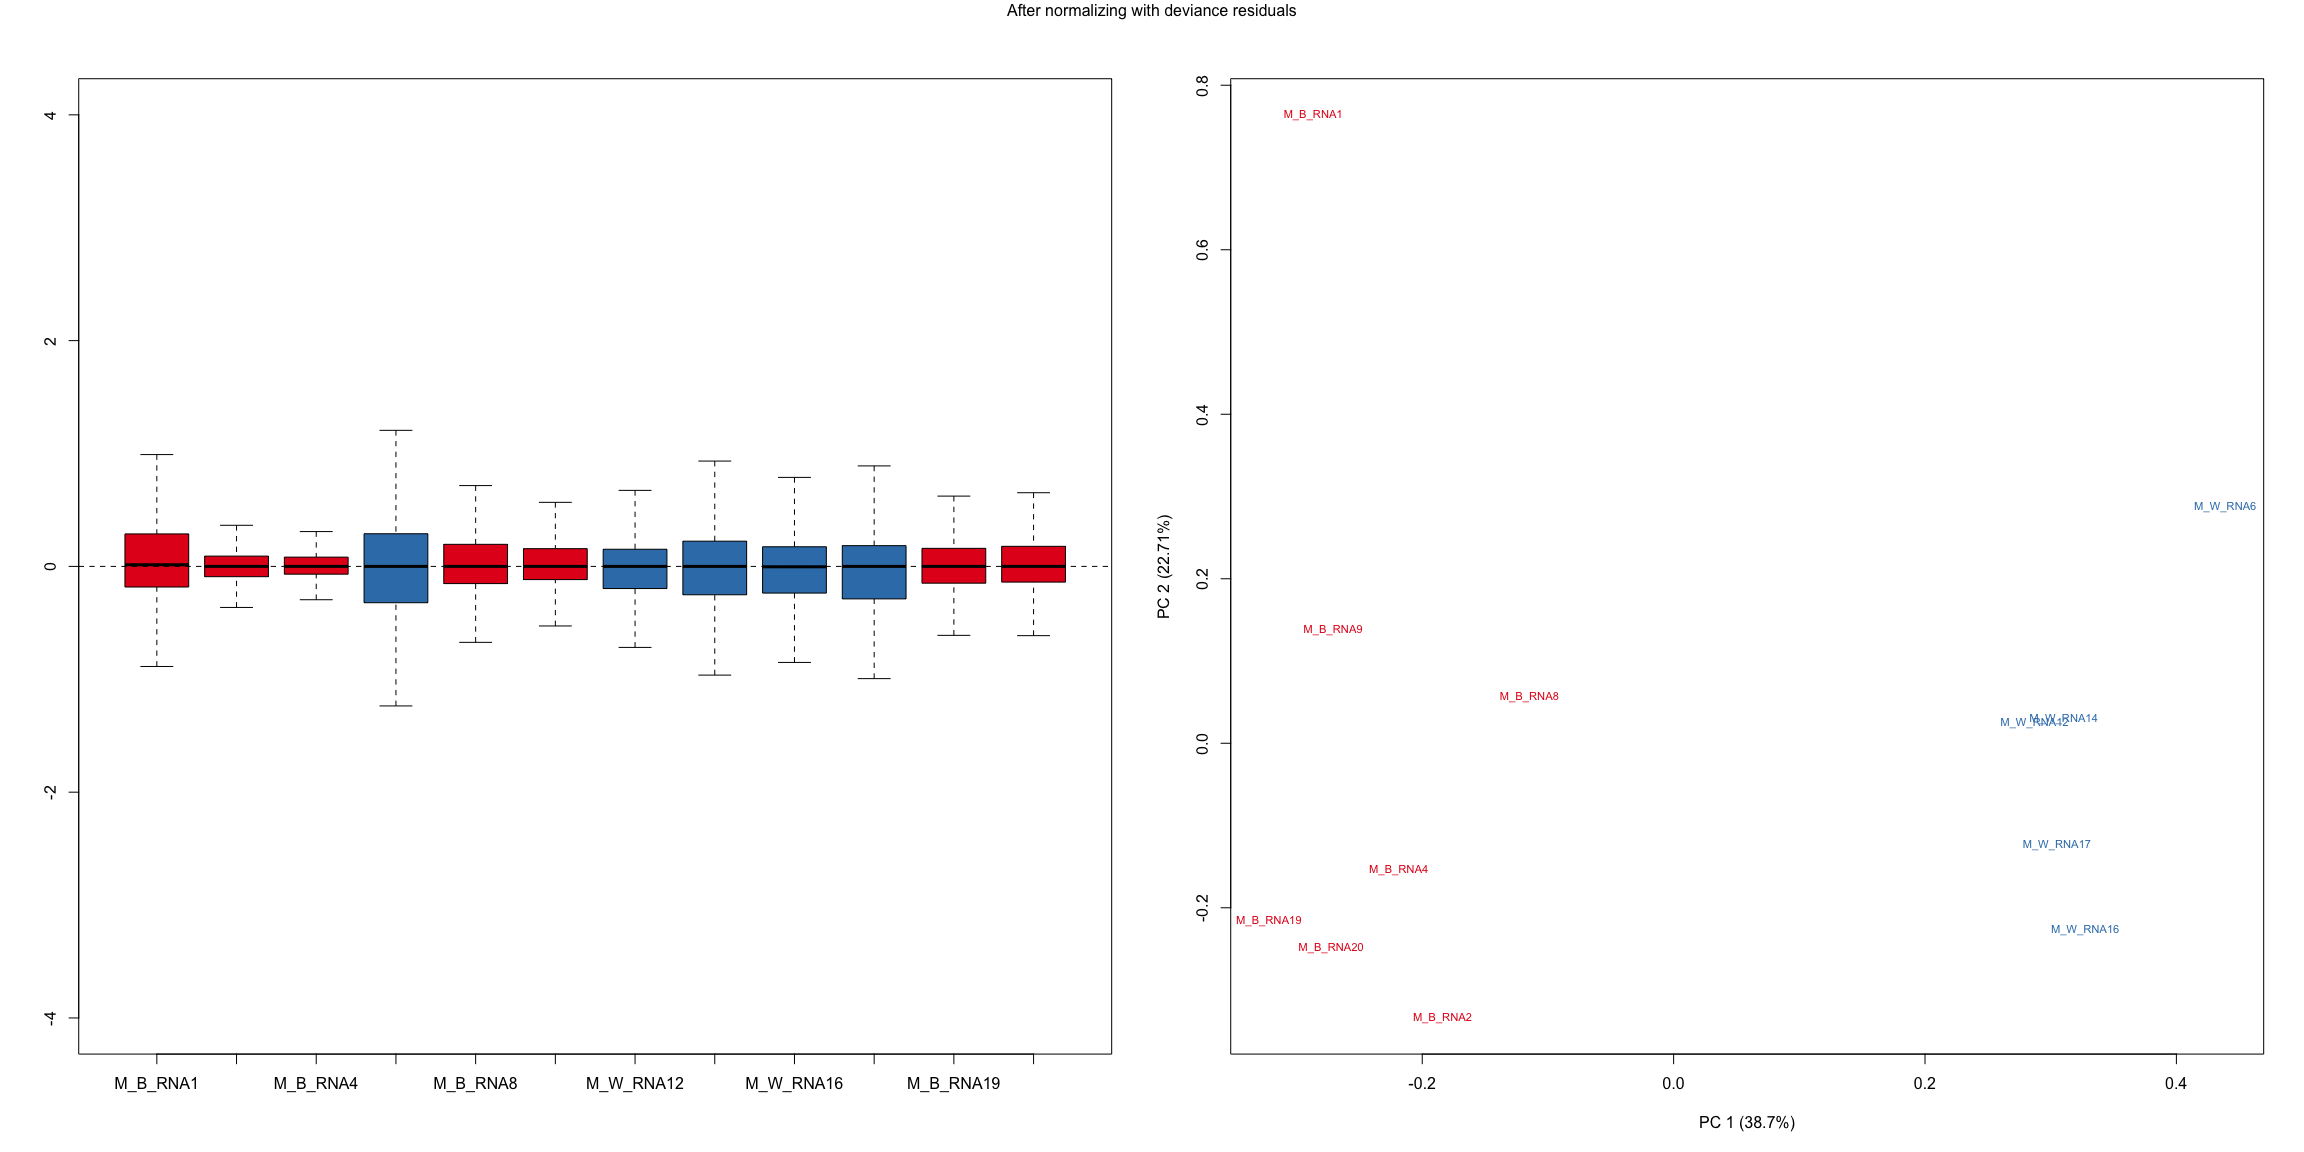 After normalizing with deviance residuals
4
2
0
-2
-4
M_B_RNA1 M_B_RNA4 M_B_RNA8 M_W_RNA12 M_W_RNA16 M_B_RNA19
0.8
0.6
0.4
0.2
0.0
-0.2
PC 2 (22.71%)
M_B_RNA1
M_W_RNA6
M_B_RNA9
M_B_RNA8
M_W_RNA14
M_W_RNA12
M_W_RNA17
M_B_RNA4
M_B_RNA19
M_W_RNA16
M_B_RNA20
M_B_RNA2
-0.2 0.0 0.2 0.4
PC 1 (38.7%)